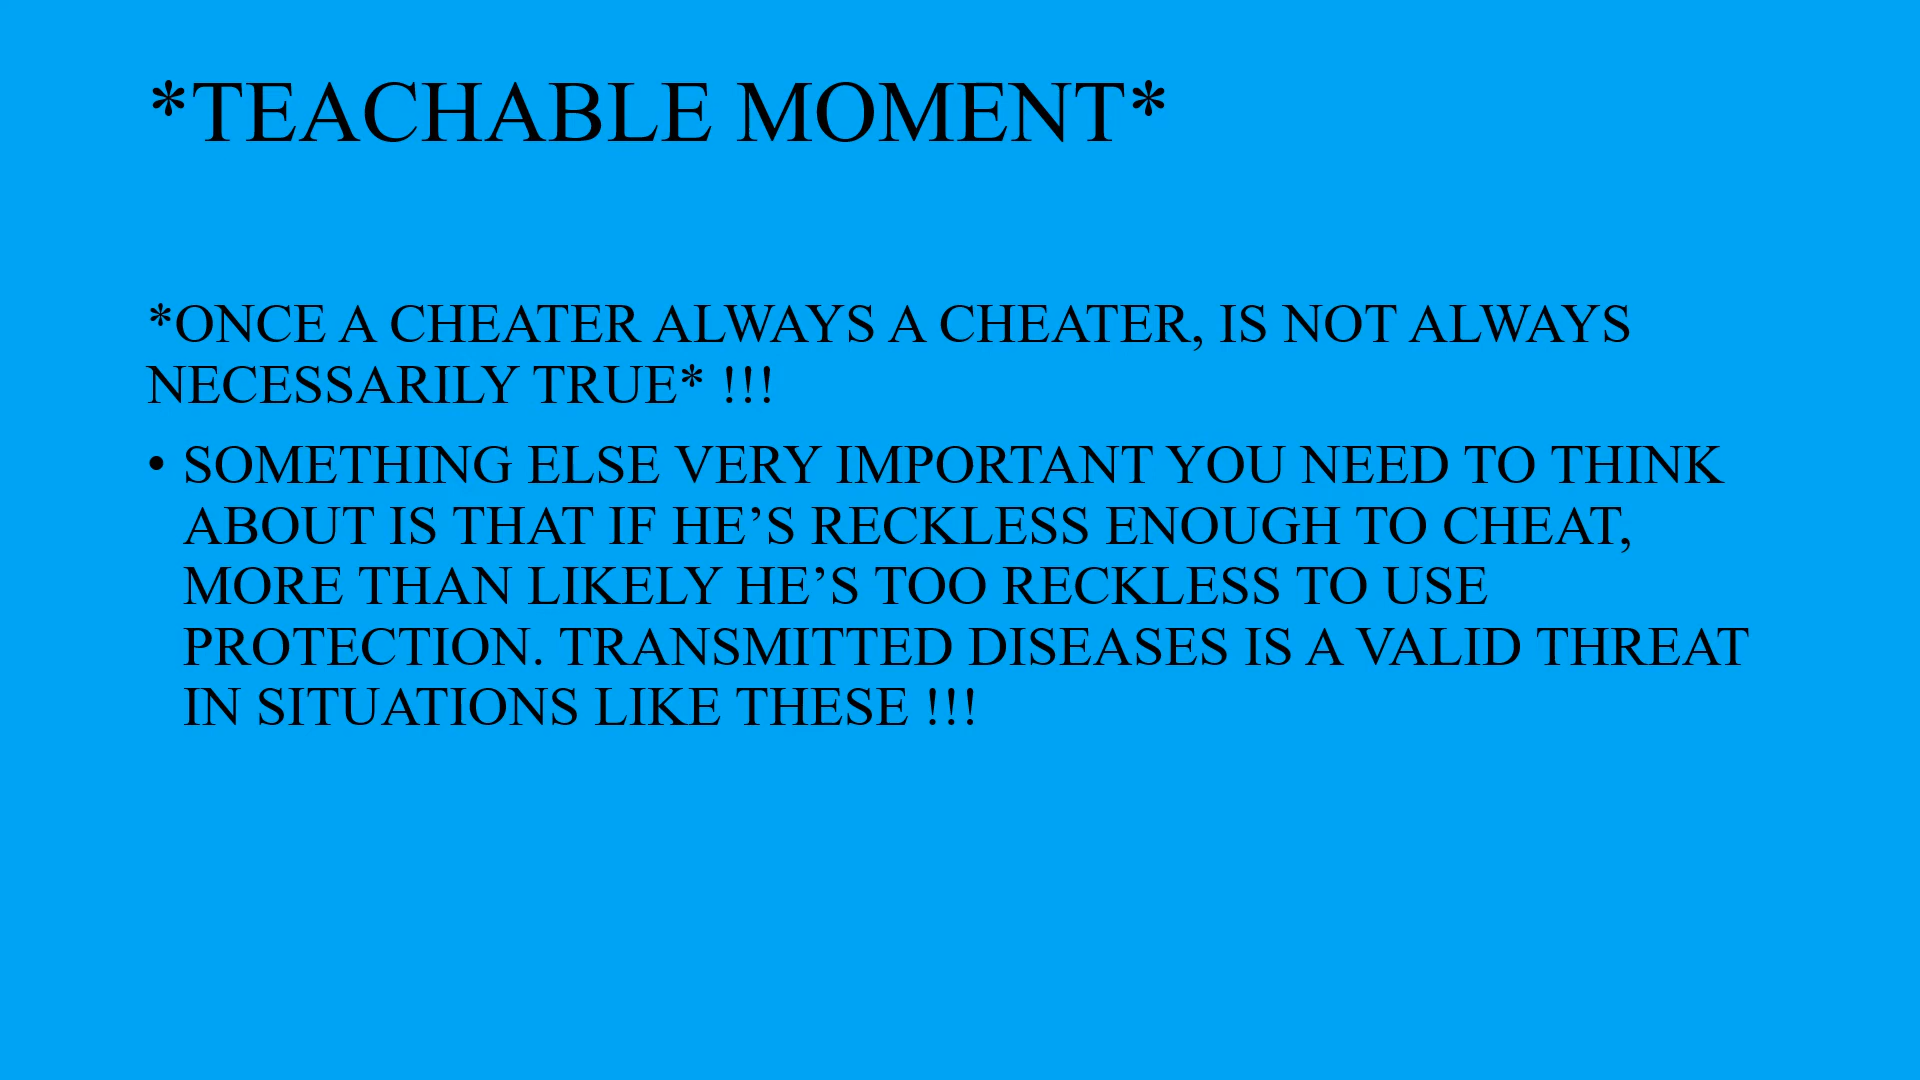 *TEACHABLE MOMENT*
*ONCE A CHEATER ALWAYS A CHEATER, IS NOT ALWAYS
NECESSARILY TRUE* !!!
• SOMETHING ELSE VERY IMPORTANT YOU NEED TO THINK
ABOUT IS THAT IF HE’S RECKLESS ENOUGH TO CHEAT,
MORE THAN LIKELY HE’S TOO RECKLESS TO USE
PROTECTION. TRANSMITTED DISEASES IS A VALID THREAT
IN SITUATIONS LIKE THESE !!!